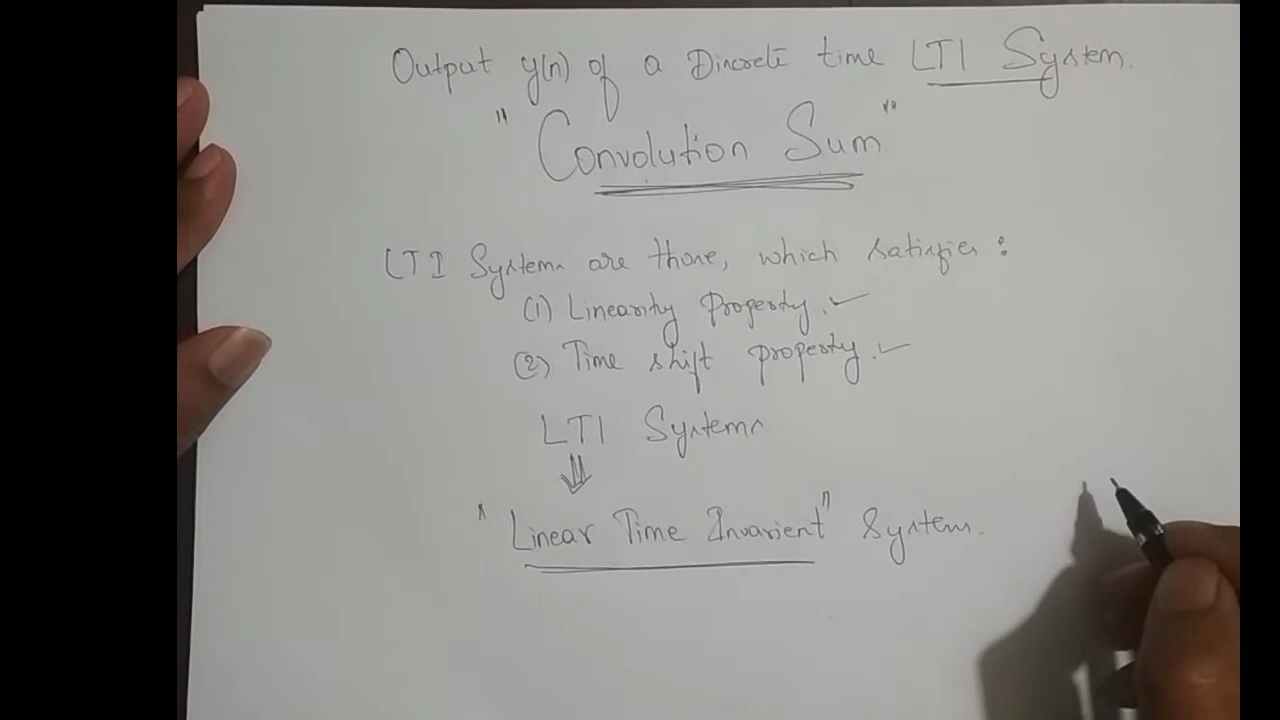 Output y(n) of a Discrete time LTI System.
"Convolution Sum"
LTI Systems are those, which satisfies :
(1) Linearity Property. ✓
(2) Time shift property. ✓
LTI Systems
⇓
"Linear Time Invarient" System.